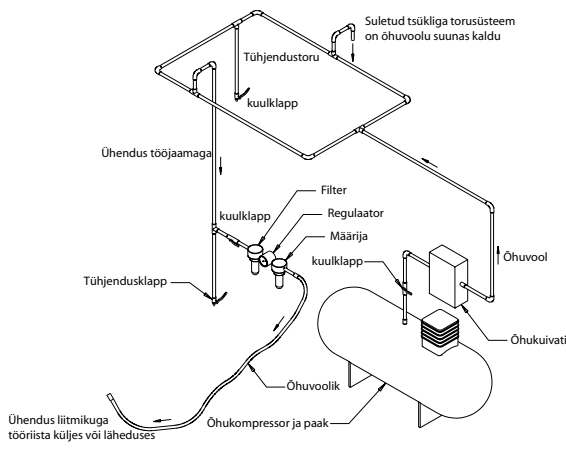 Suletud tsükliga torusüsteem
on õhuvoolu suunas kaldu
Tühjendustoru
kuulklapp
Ühendus tööjaamaga
Filter
kuulklapp
Regulaator
Määrija
kuulklapp
Õhuvool
Tühjendusklapp
Õhukuivati
Õhuvoolik
Ühendus liitmikuga
tööriista küljes või läheduses
Õhukompressor ja paak